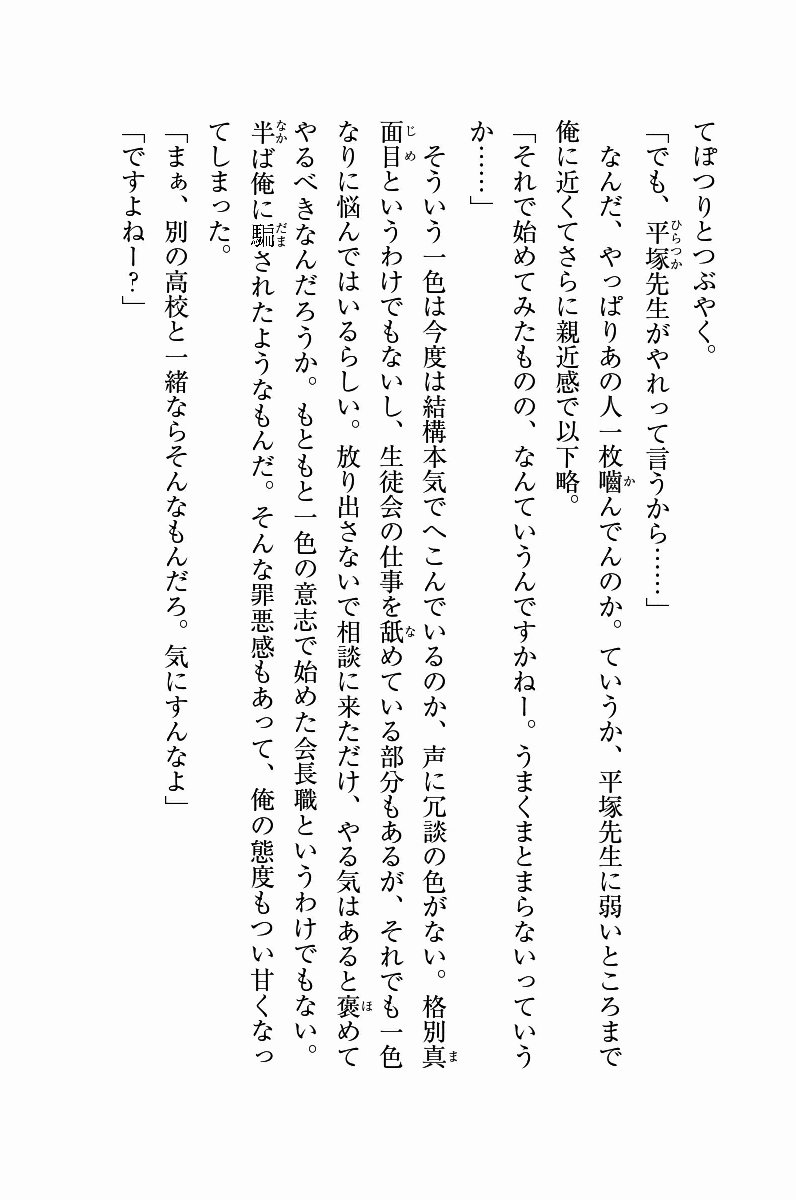 てぽつりとつぶやく。
「でも、平塚先生がやれって言うから……」
なんだ、やっぱりあの人一枚嚙んでんのか。ていうか、平塚先生に弱いところまで
俺に近くてさらに親近感で以下略。
「それで始めてみたものの、なんていうんですかねー。うまくまとまらないっていう
か……」
そういう一色は今度は結構本気でへこんでいるのか、声に冗談の色がない。格別真
面目というわけでもないし、生徒会の仕事を舐めている部分もあるが、それでも一色
なりに悩んではいるらしい。放り出さないで相談に来ただけ、やる気はあると褒めて
やるべきなんだろうか。もともと一色の意志で始めた会長職というわけでもない。
半ば俺に騙されたようなもんだ。そんな罪悪感もあって、俺の態度もつい甘くなっ
てしまった。
「まぁ、別の高校と一緒ならそんなもんだろ。気にすんなよ」
「ですよねー?」